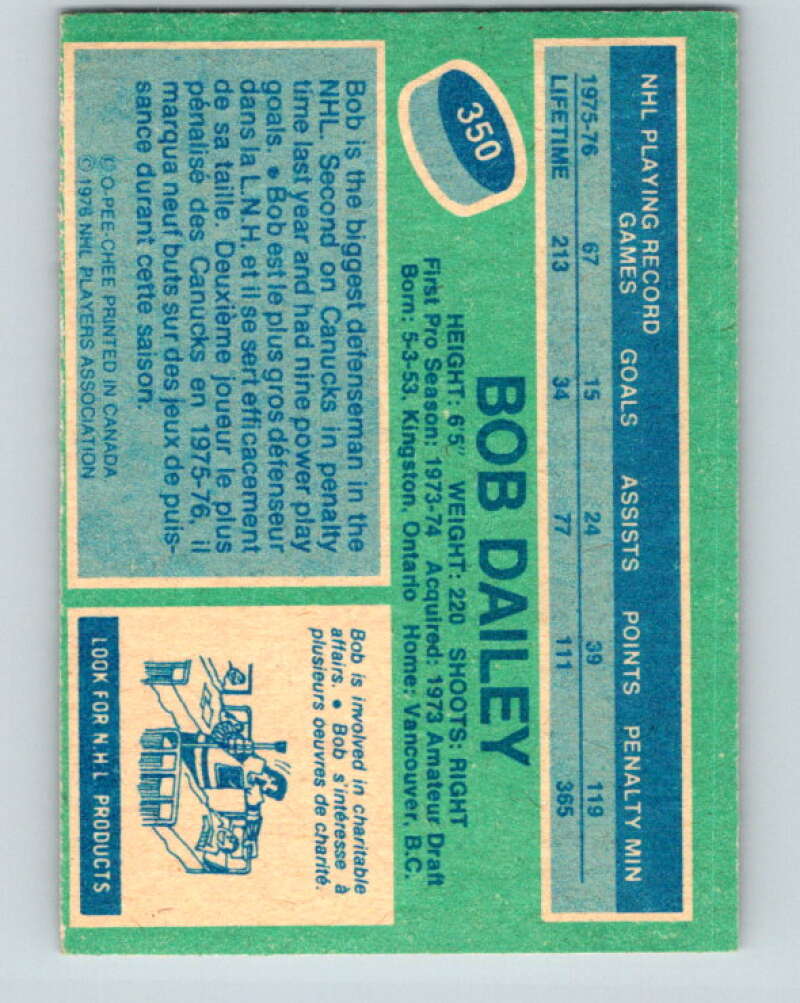 NHL PLAYING RECORD
GAMES GOALS ASSISTS POINTS PENALTY MIN
1975-76 67 15 24 39 119
LIFETIME 213 34 77 111 365
350
BOB DAILEY
HEIGHT: 6'5' WEIGHT: 220 SHOOTS: RIGHT
First Pro Season: 1973-74 Acquired: 1973 Amateur Draft
Born: 5-3-53, Kingston, Ontario Home: Vancouver, B.C.
Bob is the biggest defenseman in the
NHL. Second on Canucks in penalty
time last year and had nine power play
goals. • Bob est le plus gros défenseur
dans la L.N.H. et il se sert efficacement
de sa taille. Deuxième joueur le plus
pénalisé des Canucks en 1975-76, il
marqua neuf buts sur des jeux de puis-
sance durant cette saison.
© O-PEE-CHEE PRINTED IN CANADA
© 1976 NHL PLAYERS ASSOCIATION
Bob is involved in charitable
affairs. • Bob s'intéresse à
plusieurs oeuvres de charité.
LOOK FOR N.H.L PRODUCTS